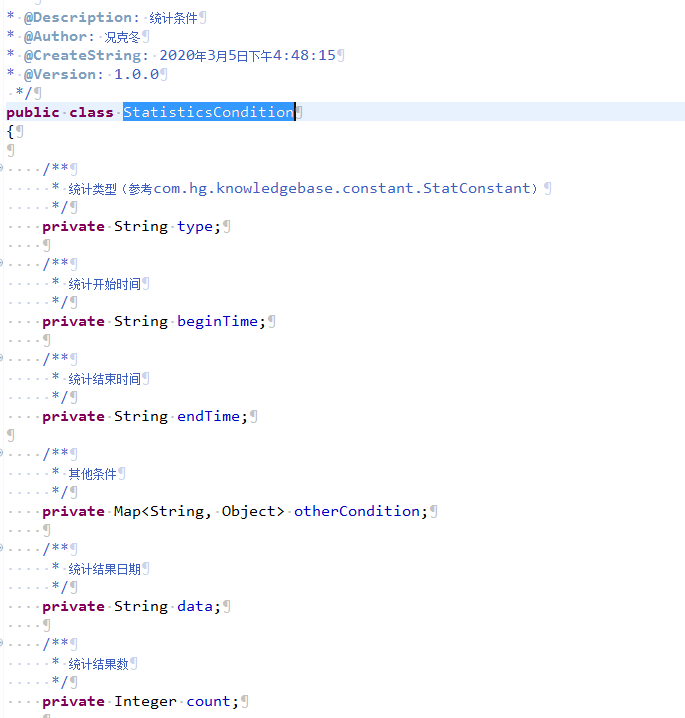 * @Description: 统计条件
* @Author: 况克冬
* @CreateString: 2020年3月5日下午4:48:15
* @Version: 1.0.0
*/
public class StatisticsCondition
{
/**
* 统计类型（参考com.hg.knowledgebase.constant.StatConstant）
*/
private String type;
/**
* 统计开始时间
*/
private String beginTime;
/**
* 统计结束时间
*/
private String endTime;
/**
* 其他条件
*/
private Map<String, Object> otherCondition;
/**
* 统计结果日期
*/
private String data;
/**
* 统计结果数
*/
private Integer count;